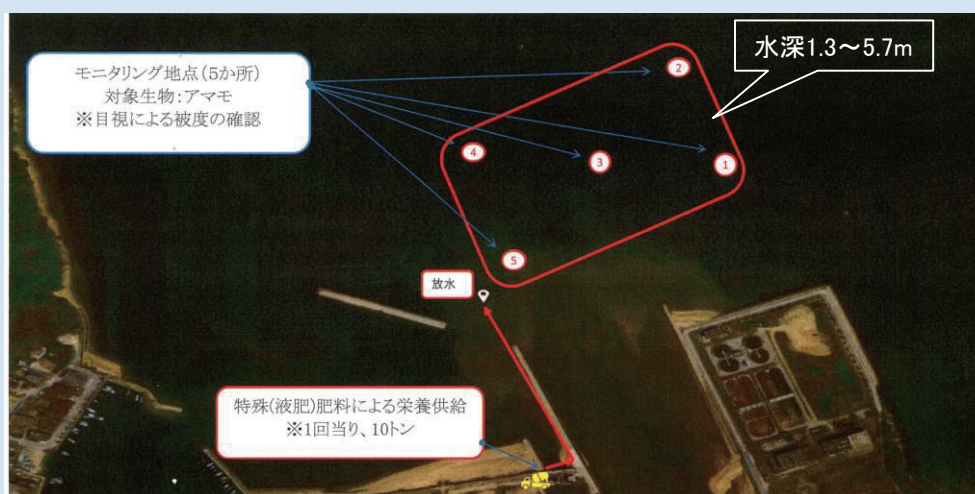 モニタリング地点(5か所)
対象生物:アマモ
※目視による被度の確認
水深1.3～5.7m
2
4
3
1
5
放水
特殊(液肥)肥料による栄養供給
※1回当り、10トン